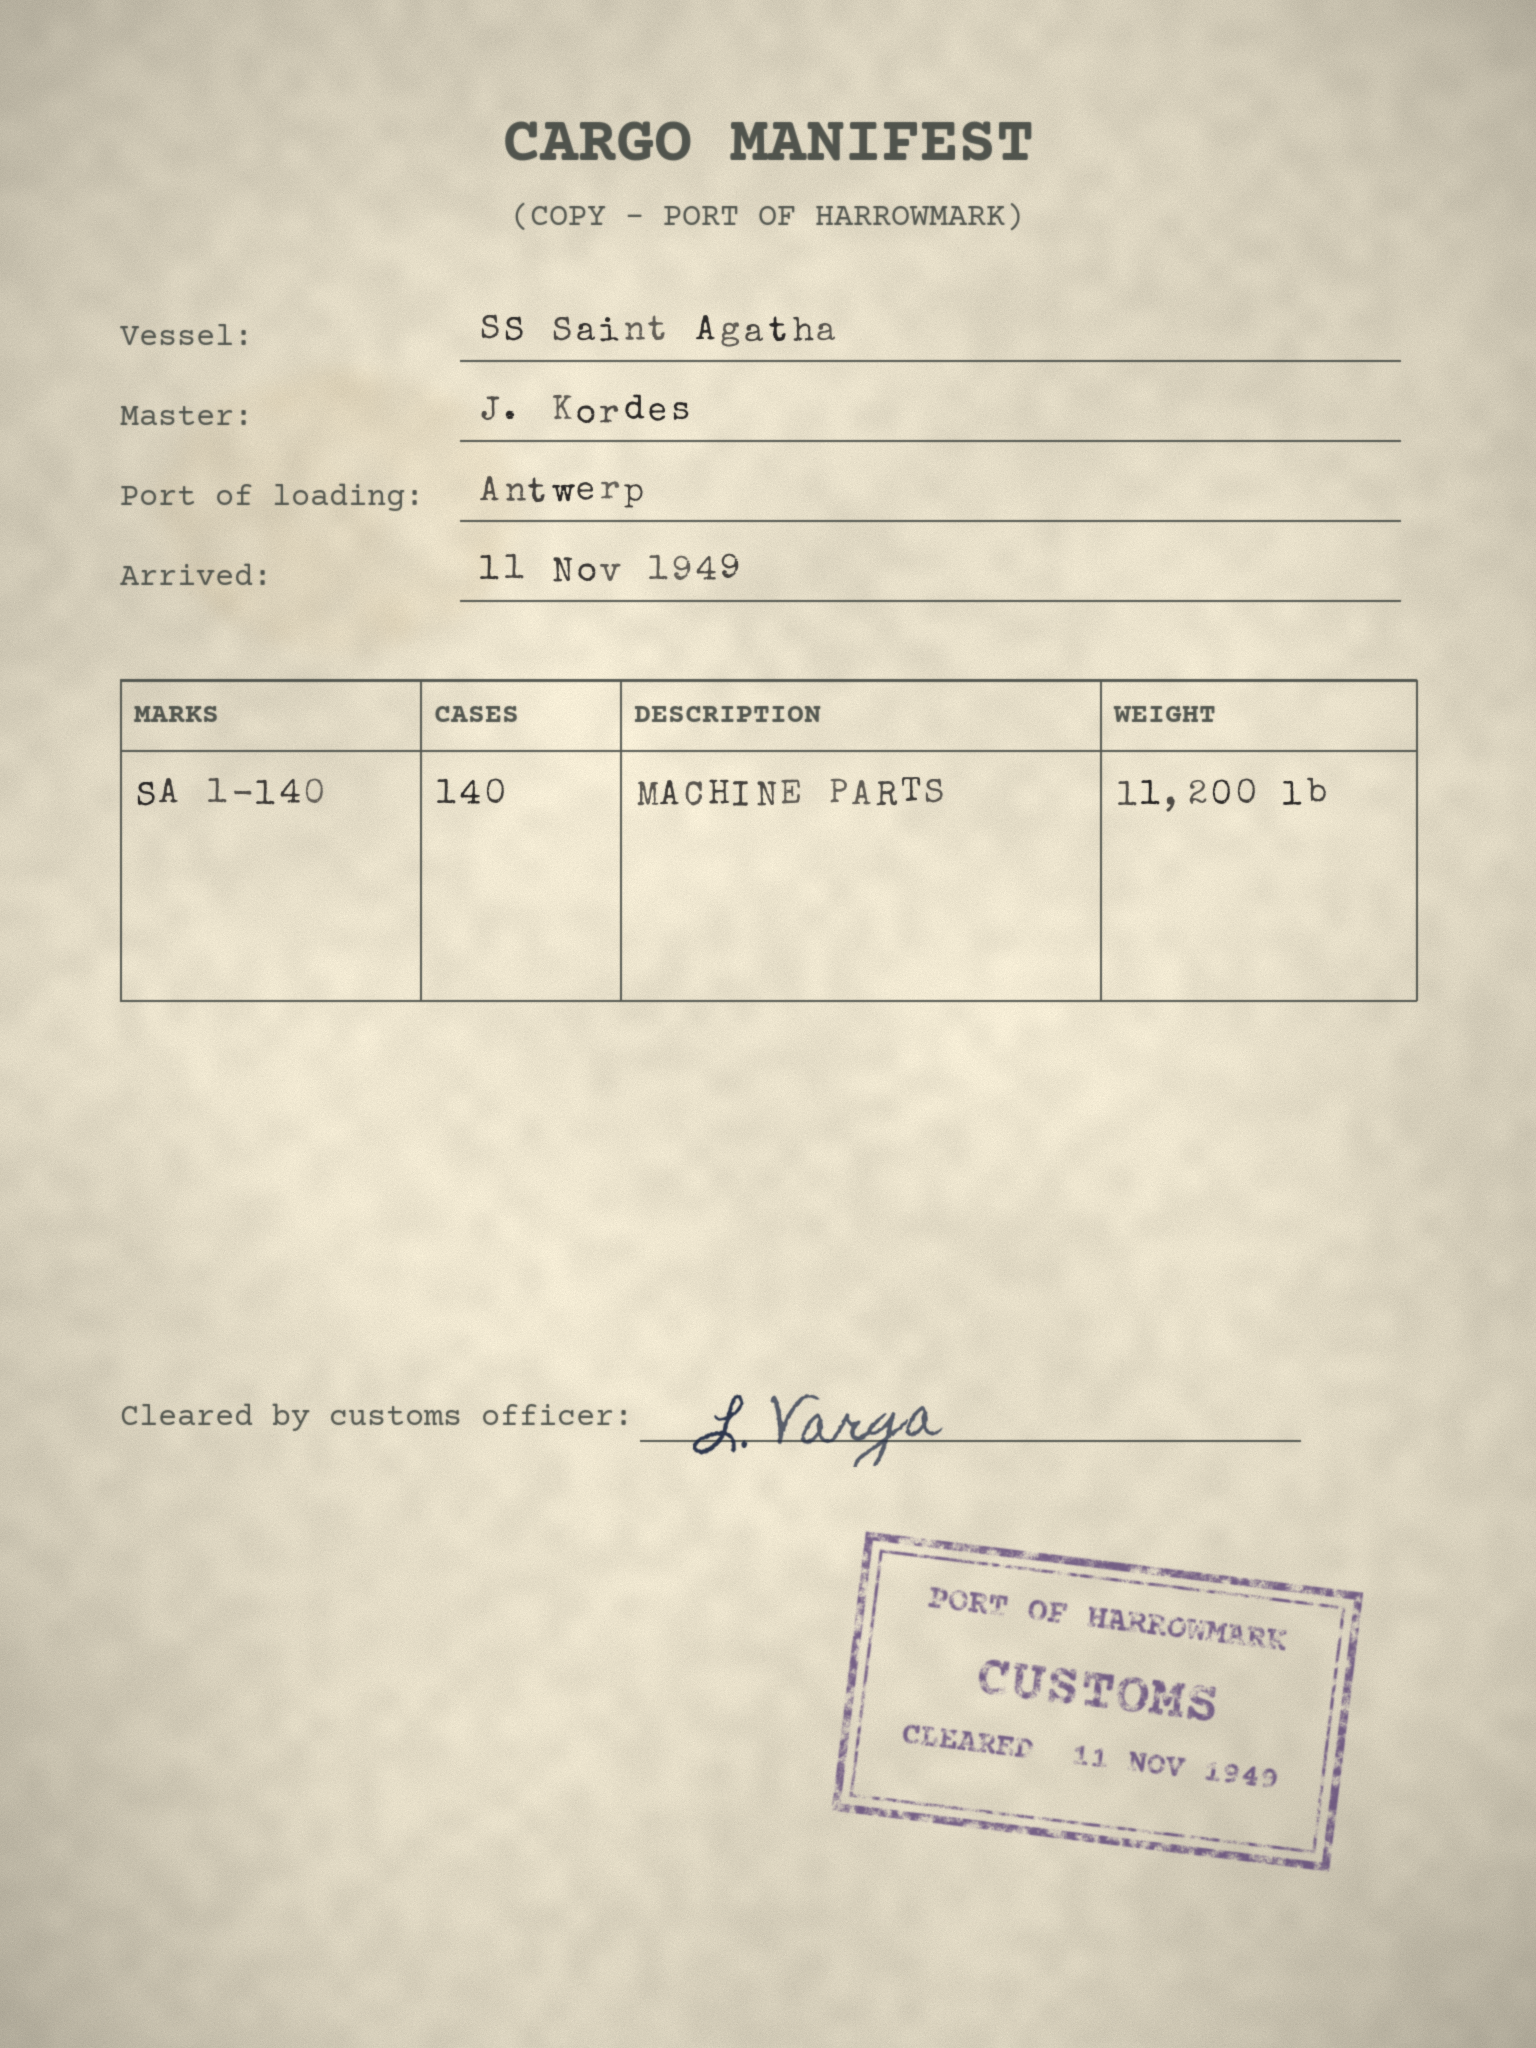 CARGO MANIFEST
(COPY - PORT OF HARROWMARK)
Vessel: SS Saint Agatha
Master: J. Kordes
Port of loading: Antwerp
Arrived: 11 Nov 1949
MARKS CASES DESCRIPTION WEIGHT
SA 1-140 140 MACHINE PARTS 11,200 lb
Cleared by customs officer: L. Varga
PORT OF HARROWMARK
CUSTOMS
CLEARED 11 NOV 1949